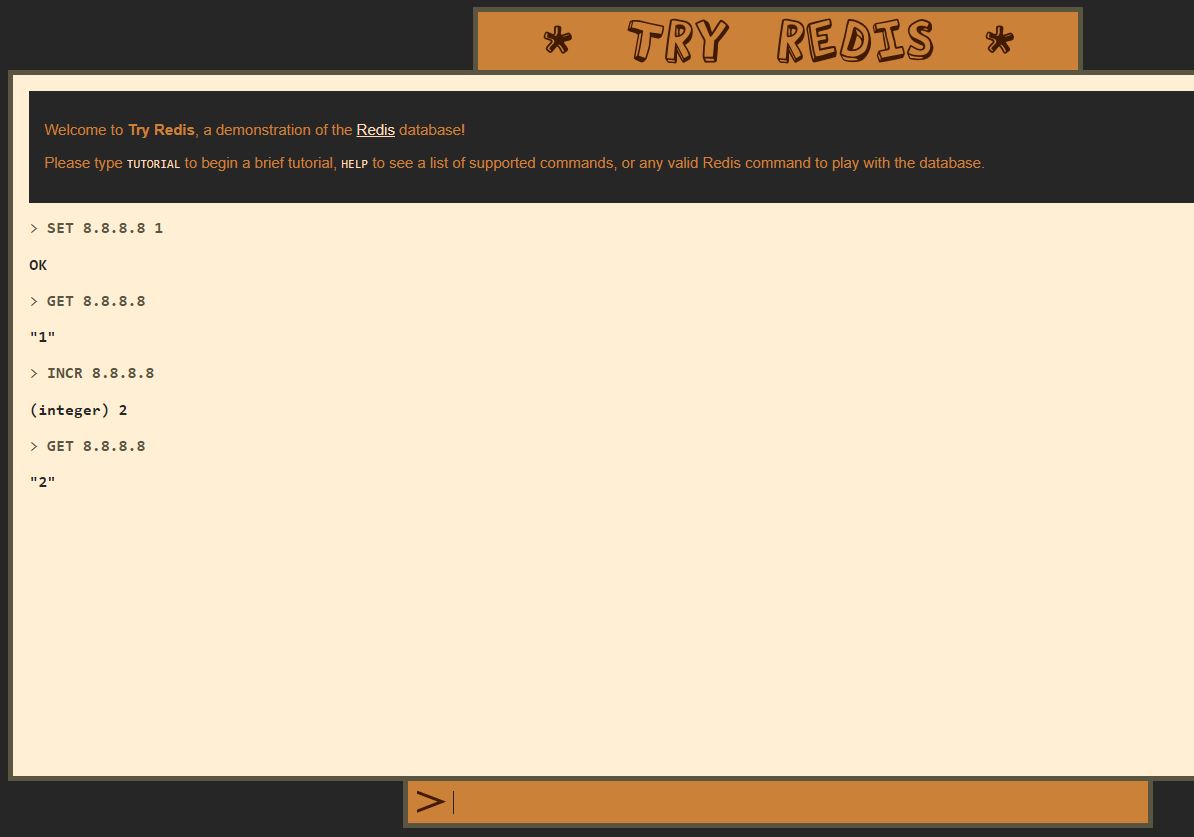 * TRY REDIS *
Welcome to Try Redis, a demonstration of the Redis database!
Please type TUTORIAL to begin a brief tutorial, HELP to see a list of supported commands, or any valid Redis command to play with the database.
> SET 8.8.8.8 1
OK
> GET 8.8.8.8
"1"
> INCR 8.8.8.8
(integer) 2
> GET 8.8.8.8
"2"
>